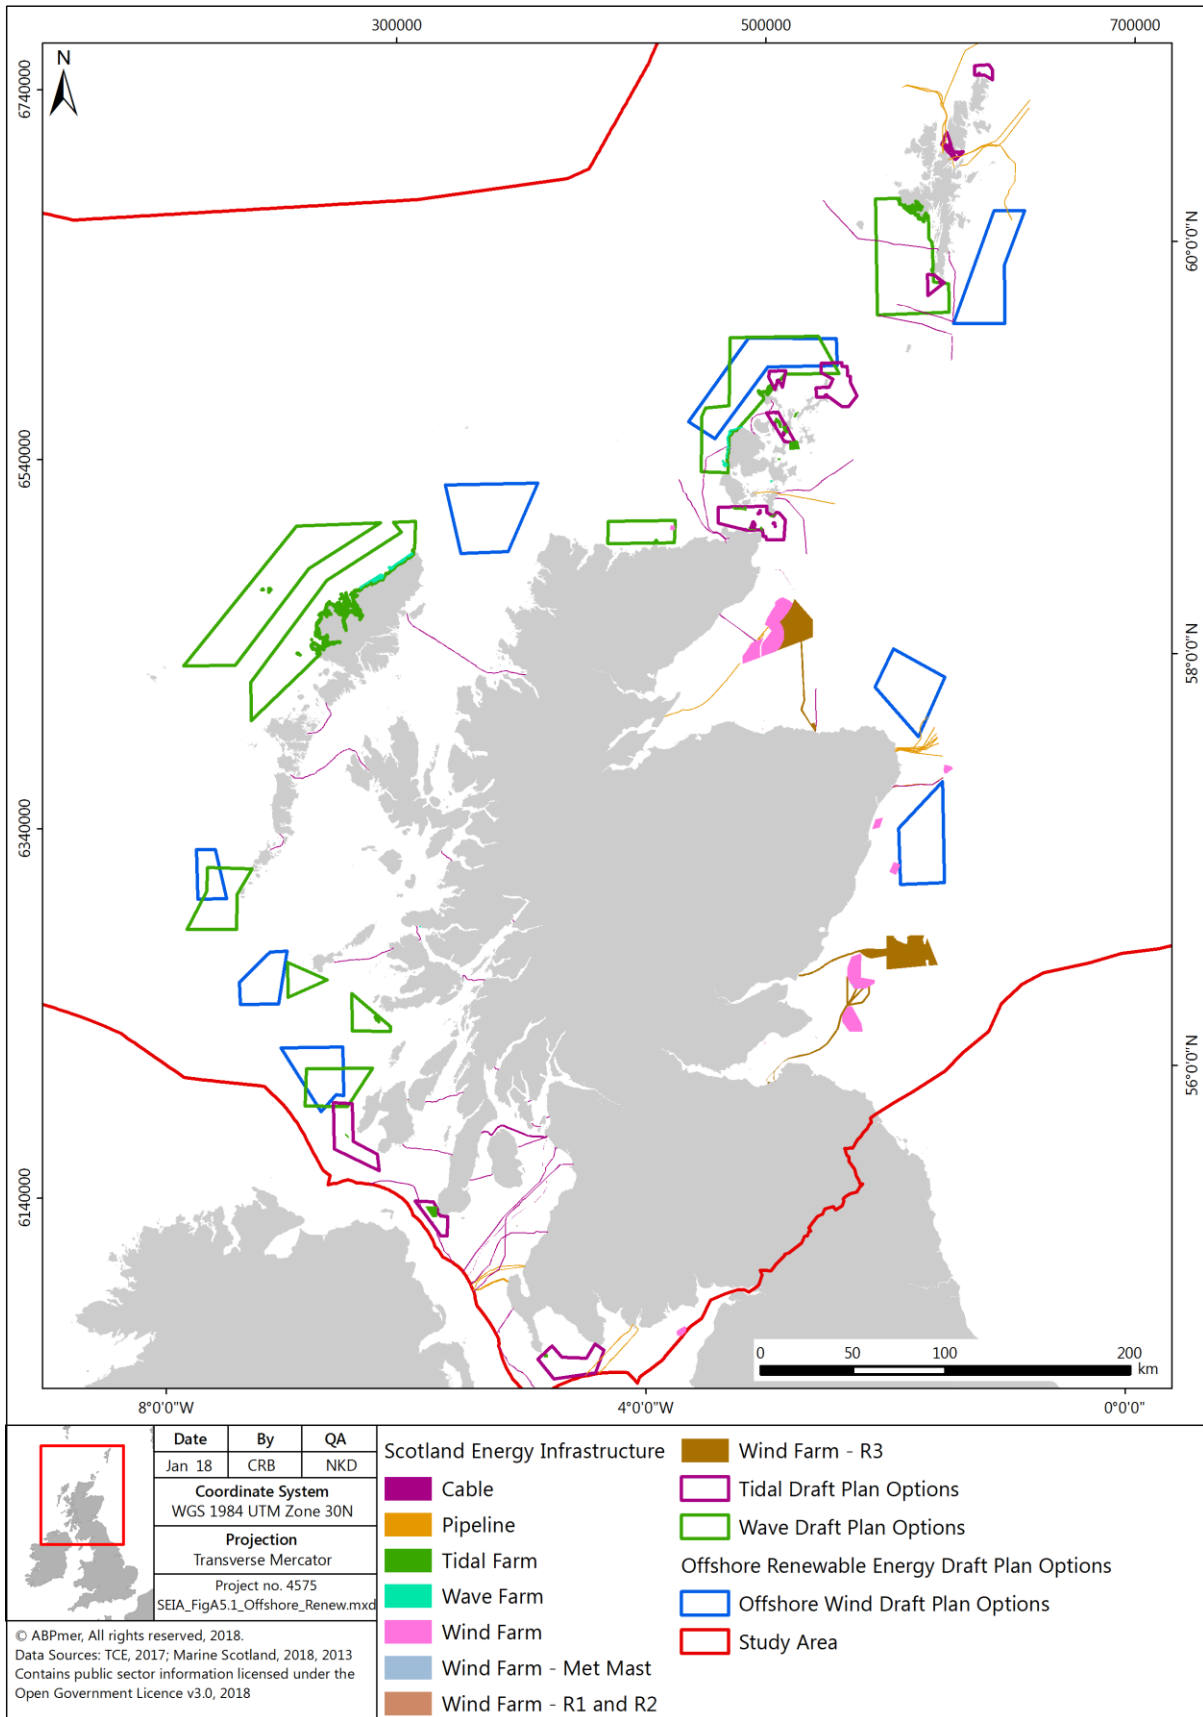 300000
500000
700000
N
6740000
6540000
6340000
6140000
60°0'0"N
58°0'0"N
56°0'0"N
0
50
100
200
km
8°0'0"W
4°0'0"W
0°0'0"
Date
By
QA
Jan 18
CRB
NKD
Coordinate System
WGS 1984 UTM Zone 30N
Projection
Transverse Mercator
Project no. 4575
SEIA_FigA5.1_Offshore_Renew.mxd
© ABPmer, All rights reserved, 2018.
Data Sources: TCE, 2017; Marine Scotland, 2018, 2013
Contains public sector information licensed under the
Open Government Licence v3.0, 2018
Scotland Energy Infrastructure
Cable
Pipeline
Tidal Farm
Wave Farm
Wind Farm
Wind Farm - Met Mast
Wind Farm - R1 and R2
Wind Farm - R3
Tidal Draft Plan Options
Wave Draft Plan Options
Offshore Renewable Energy Draft Plan Options
Offshore Wind Draft Plan Options
Study Area